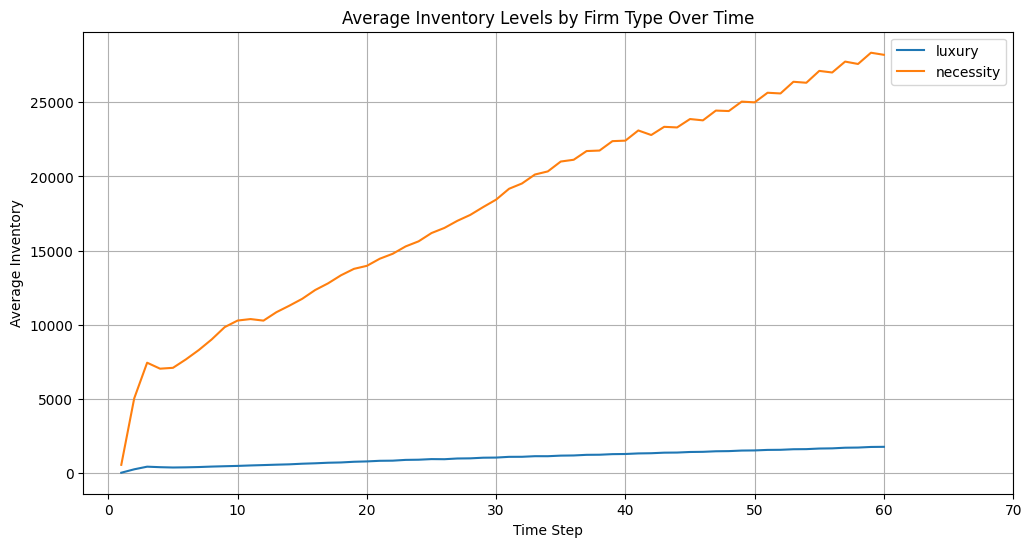 Average Inventory Levels by Firm Type Over Time
luxury
necessity
Average Inventory
25000
20000
15000
10000
5000
0
0 10 20 30 40 50 60 70
Time Step